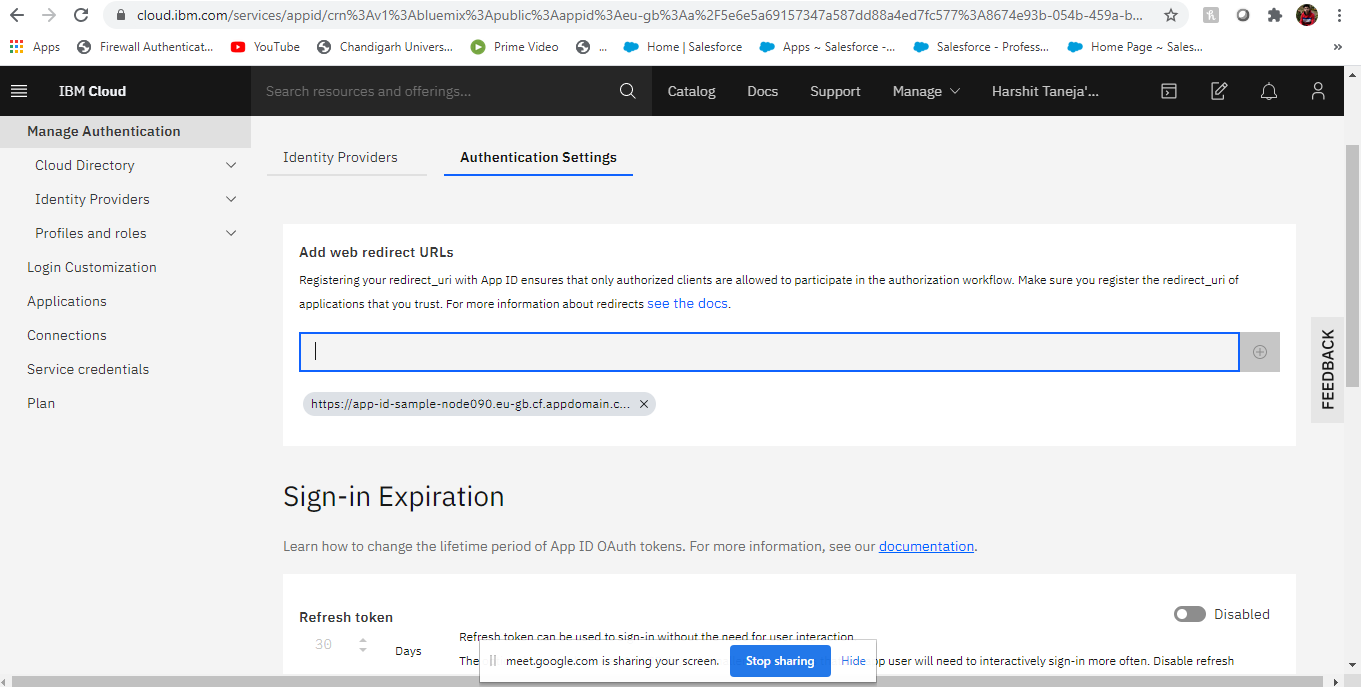 cloud.ibm.com/services/appid/crn%3Av1%3Abluemix%3Apublic%3Aappid%3Aeu-gb%3Aa%2F5e6e5a69157347a587dd88a4ed7fc577%3A8674e93b-054b-459a-b...
Apps
Firewall Authenticat...
YouTube
Chandigarh Univers...
Prime Video
...
Home | Salesforce
Apps ~ Salesforce -...
Salesforce - Profess...
Home Page ~ Sales...
»
IBM Cloud
Search resources and offerings...
Catalog
Docs
Support
Manage
Harshit Taneja'...
Manage Authentication
Cloud Directory
Identity Providers
Profiles and roles
Login Customization
Applications
Connections
Service credentials
Plan
Identity Providers
Authentication Settings
Add web redirect URLs
Registering your redirect_uri with App ID ensures that only authorized clients are allowed to participate in the authorization workflow. Make sure you register the redirect_uri of
applications that you trust. For more information about redirects see the docs.
https://app-id-sample-node090.eu-gb.cf.appdomain.c...
Sign-in Expiration
Learn how to change the lifetime period of App ID OAuth tokens. For more information, see our documentation.
Refresh token
Disabled
30
Days
Refresh token can be used to sign-in without the need for user interaction.
The
p user will need to interactively sign-in more often. Disable refresh
meet.google.com is sharing your screen.
Stop sharing
Hide
FEEDBACK